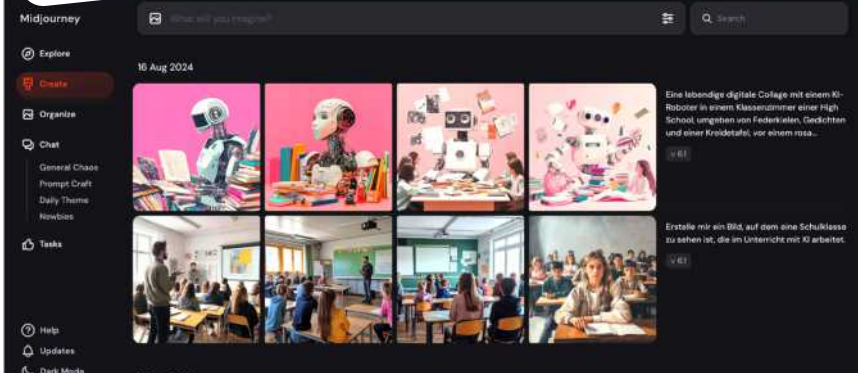 Midjourney
What will you imagine?
Search
Explore
Create
Organize
Chat
General Chaos
Prompt Craft
Daily Theme
Newbies
Tasks
Help
Updates
Dark Mode
16 Aug 2024
Eine lebendige digitale Collage mit einem KI-
Roboter in einem Klassenzimmer einer High
School, umgeben von Federkielen, Gedichten
und einer Kreidetafel, vor einem rosa...
v 6.1
Erstelle mir ein Bild, auf dem eine Schulklasse
zu sehen ist, die im Unterricht mit KI arbeitet.
v 6.1